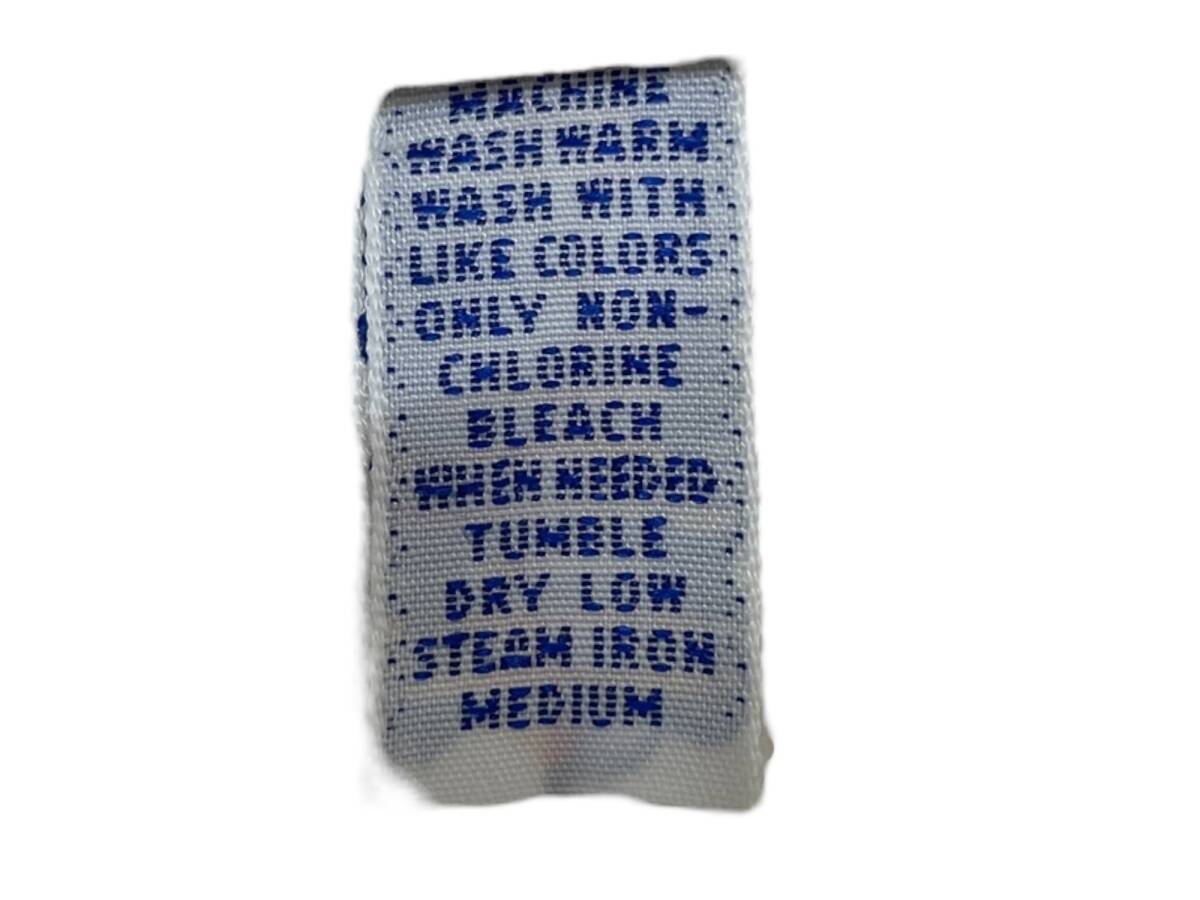 MACHINE
WASH WARM
WASH WITH
LIKE COLORS
ONLY NON-
CHLORINE
BLEACH
WHEN NEEDED
TUMBLE
DRY LOW
STEAM IRON
MEDIUM